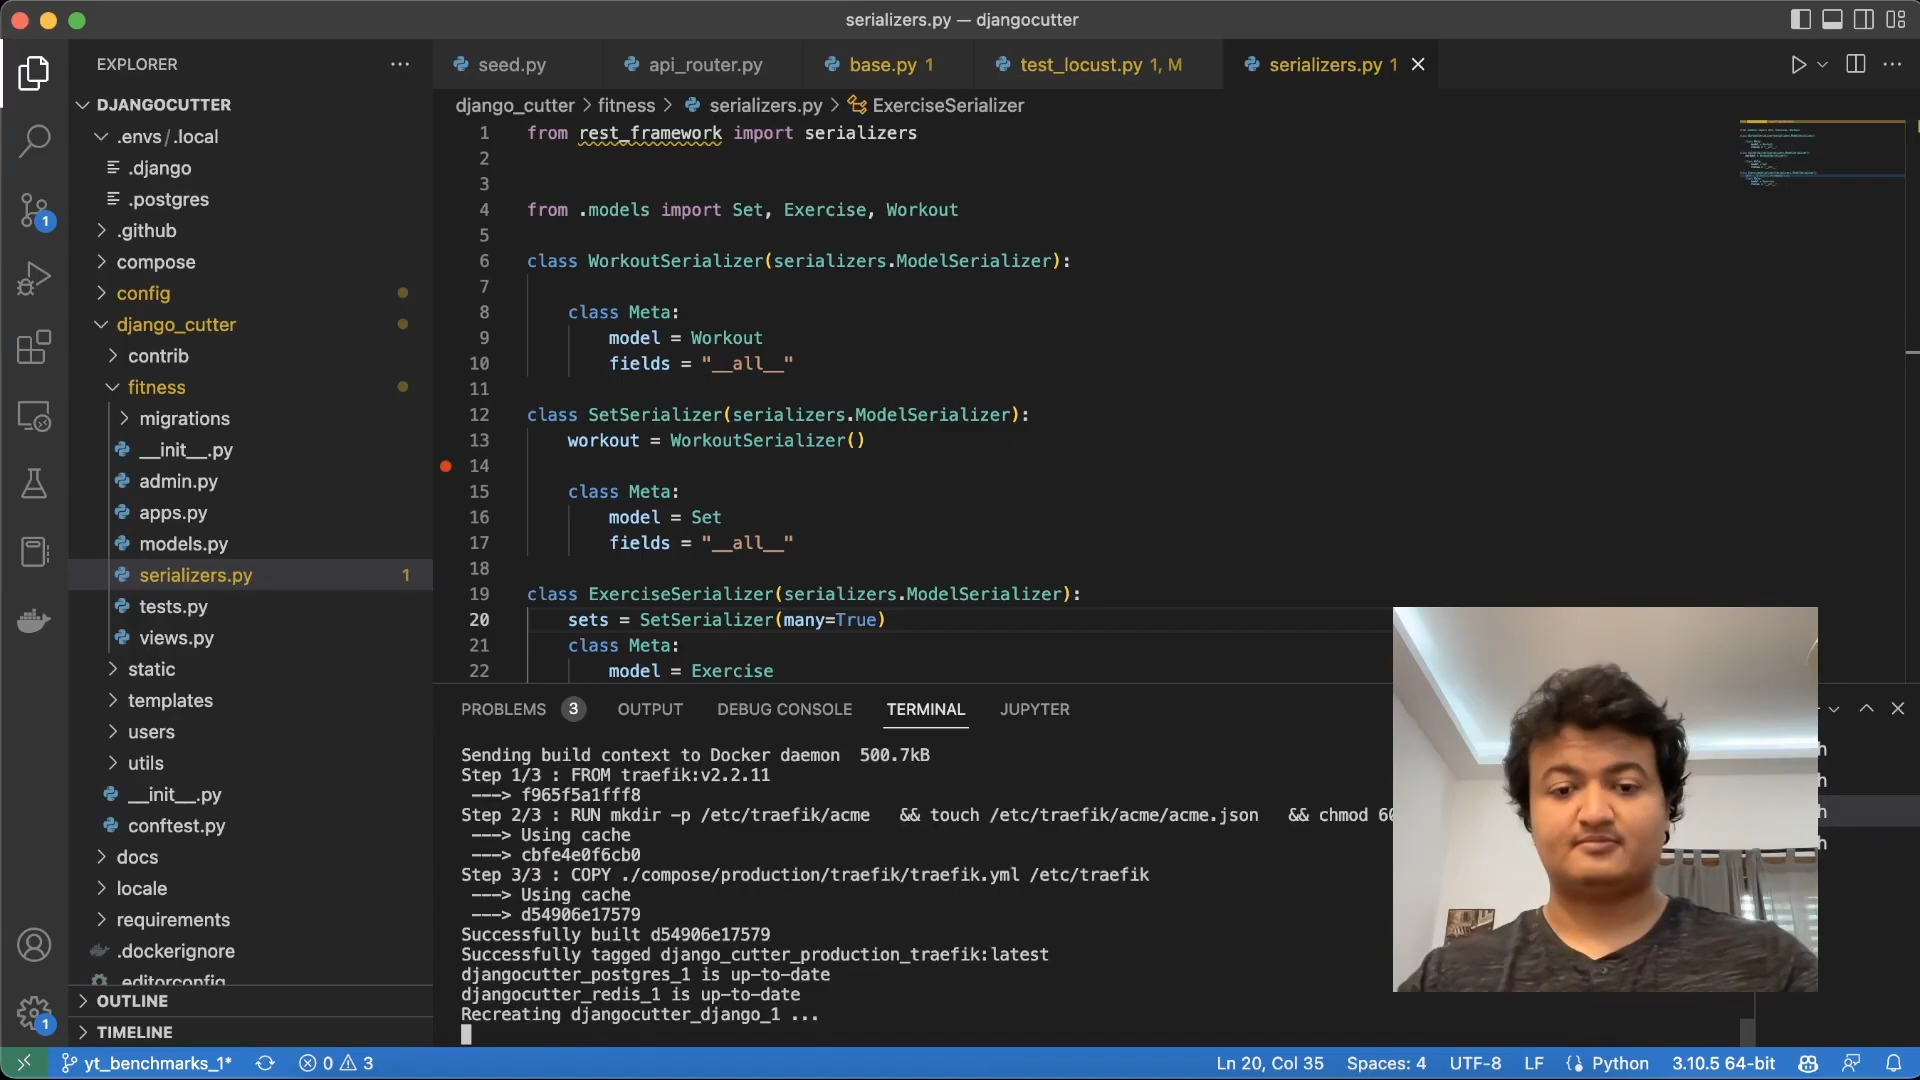 serializers.py — djangocutter
EXPLORER
DJANGOCUTTER
.envs/.local
.django
.postgres
.github
compose
config
django_cutter
contrib
fitness
migrations
__init__.py
admin.py
apps.py
models.py
serializers.py 1
tests.py
views.py
static
templates
users
utils
__init__.py
conftest.py
docs
locale
requirements
.dockerignore
.editorconfig
OUTLINE
TIMELINE
1
1
seed.py api_router.py base.py 1 test_locust.py 1, M serializers.py 1
django_cutter > fitness > serializers.py > ExerciseSerializer
1 from rest_framework import serializers
2
3
4 from .models import Set, Exercise, Workout
5
6 class WorkoutSerializer(serializers.ModelSerializer):
7
8 class Meta:
9 model = Workout
10 fields = "__all__"
11
12 class SetSerializer(serializers.ModelSerializer):
13 workout = WorkoutSerializer()
14
15 class Meta:
16 model = Set
17 fields = "__all__"
18
19 class ExerciseSerializer(serializers.ModelSerializer):
20 sets = SetSerializer(many=True)
21 class Meta:
22 model = Exercise
PROBLEMS 3 OUTPUT DEBUG CONSOLE TERMINAL JUPYTER
Sending build context to Docker daemon  500.7kB
Step 1/3 : FROM traefik:v2.2.11
---> f965f5a1fff8
Step 2/3 : RUN mkdir -p /etc/traefik/acme   && touch /etc/traefik/acme/acme.json   && chmod 60
---> Using cache
---> cbfe4e0f6cb0
Step 3/3 : COPY ./compose/production/traefik/traefik.yml /etc/traefik
---> Using cache
---> d54906e17579
Successfully built d54906e17579
Successfully tagged django_cutter_production_traefik:latest
djangocutter_postgres_1 is up-to-date
djangocutter_redis_1 is up-to-date
Recreating djangocutter_django_1 ...
yt_benchmarks_1* 0 3 Ln 20, Col 35 Spaces: 4 UTF-8 LF Python 3.10.5 64-bit